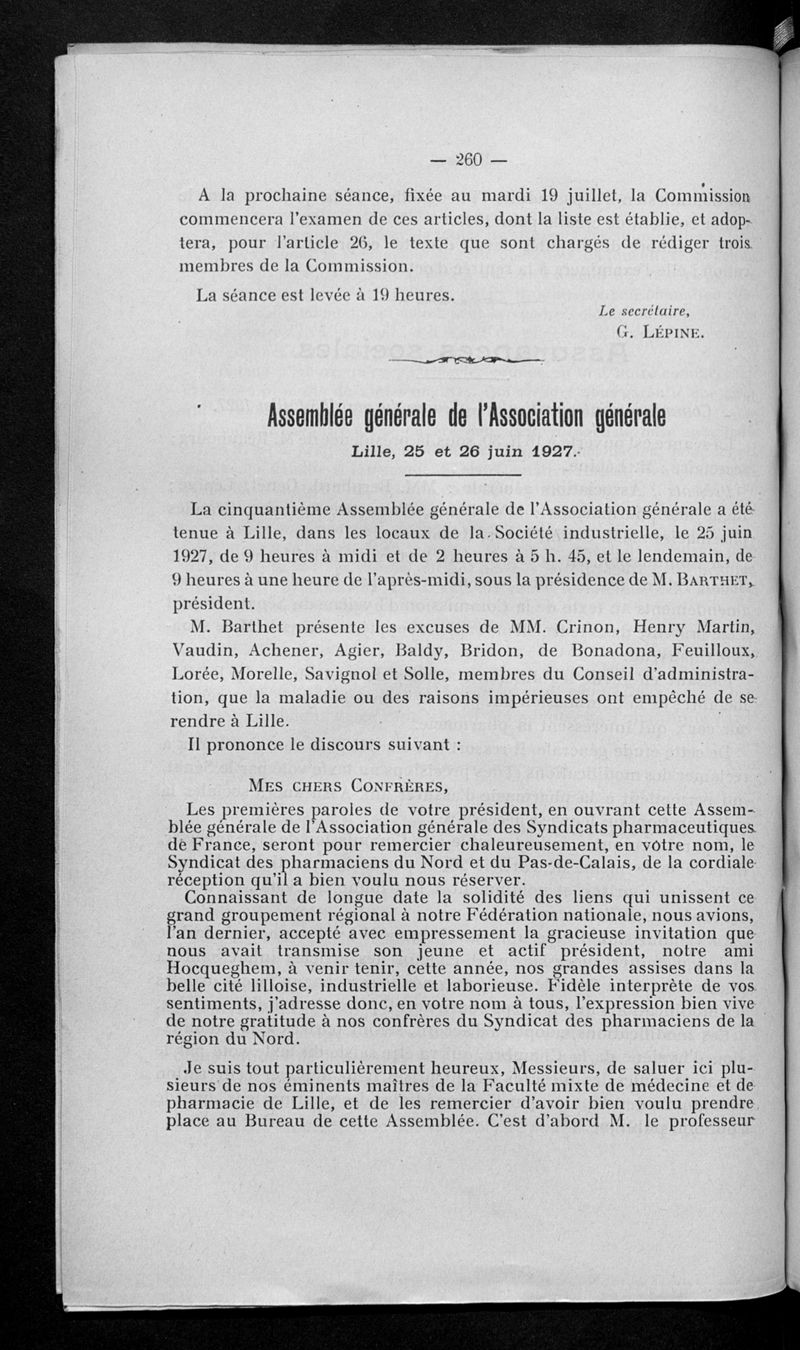 — 260 —
A la prochaine séance, fixée au mardi 19 juillet, la Commission
commencera l'examen de ces articles, dont la liste est établie, et adop-
tera, pour l'article 26, le texte que sont chargés de rédiger trois
membres de la Commission.
La séance est levée à 19 heures.
Le secrétaire,
G. LÉPINE.
Assemblée générale de l'Association générale
Lille, 25 et 26 juin 1927.
La cinquantième Assemblée générale de l'Association générale a été
tenue à Lille, dans les locaux de la Société industrielle, le 25 juin
1927, de 9 heures à midi et de 2 heures à 5 h. 45, et le lendemain, de
9 heures à une heure de l'après-midi, sous la présidence de M. BARTHET,
président.
M. Barthet présente les excuses de MM. Crinon, Henry Martin,
Vaudin, Achener, Agier, Baldy, Bridon, de Bonadona, Feuilloux,
Lorée, Morelle, Savignol et Solle, membres du Conseil d'administra-
tion, que la maladie ou des raisons impérieuses ont empêché de se
rendre à Lille.
Il prononce le discours suivant :
MES CHERS CONFRÈRES,
Les premières paroles de votre président, en ouvrant cette Assem-
blée générale de l'Association générale des Syndicats pharmaceutiques
de France, seront pour remercier chaleureusement, en vôtre nom, le
Syndicat des pharmaciens du Nord et du Pas-de-Calais, de la cordiale
réception qu'il a bien voulu nous réserver.
Connaissant de longue date la solidité des liens qui unissent ce
grand groupement régional à notre Fédération nationale, nous avions,
l'an dernier, accepté avec empressement la gracieuse invitation que
nous avait transmise son jeune et actif président, notre ami
Hocqueghem, à venir tenir, cette année, nos grandes assises dans la
belle cité lilloise, industrielle et laborieuse. Fidèle interprète de vos
sentiments, j'adresse donc, en votre nom à tous, l'expression bien vive
de notre gratitude à nos confrères du Syndicat des pharmaciens de la
région du Nord.
Je suis tout particulièrement heureux, Messieurs, de saluer ici plu-
sieurs de nos éminents maîtres de la Faculté mixte de médecine et de
pharmacie de Lille, et de les remercier d'avoir bien voulu prendre
place au Bureau de cette Assemblée. C'est d'abord M. le professeur